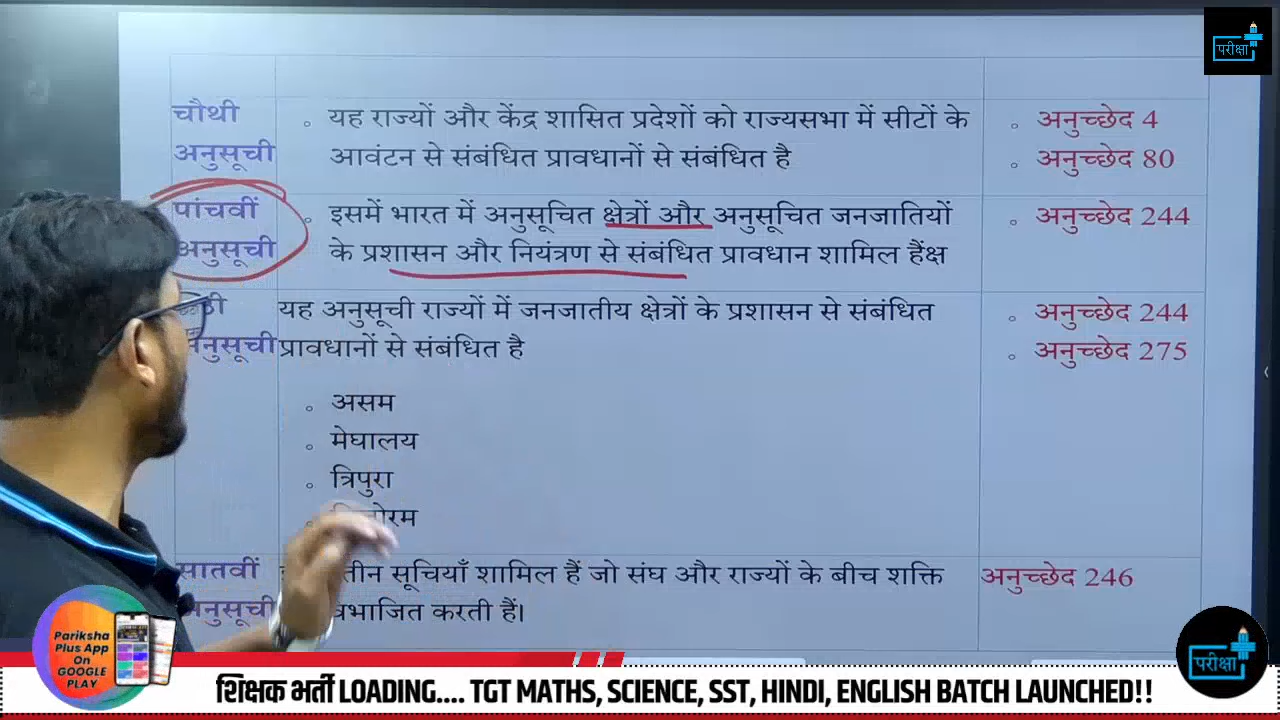 परीक्षा
चौथी
अनुसूची
यह राज्यों और केंद्र शासित प्रदेशों को राज्यसभा में सीटों के
आवंटन से संबंधित प्रावधानों से संबंधित है
अनुच्छेद 4
अनुच्छेद 80
पांचवीं
अनुसूची
इसमें भारत में अनुसूचित क्षेत्रों और अनुसूचित जनजातियों
के प्रशासन और नियंत्रण से संबंधित प्रावधान शामिल हैंक्ष
अनुच्छेद 244
यह अनुसूची राज्यों में जनजातीय क्षेत्रों के प्रशासन से संबंधित
प्रावधानों से संबंधित है
अनुच्छेद 244
अनुच्छेद 275
असम
मेघालय
त्रिपुरा
सातवीं
अनुसूची
तीन सूचियाँ शामिल हैं जो संघ और राज्यों के बीच शक्ति
करती हैं।
अनुच्छेद 246
Pariksha
Plus App
On
GOOGLE
PLAY
परीक्षा
शिक्षक भर्ती LOADING.... TGT MATHS, SCIENCE, SST, HINDI, ENGLISH BATCH LAUNCHED!!